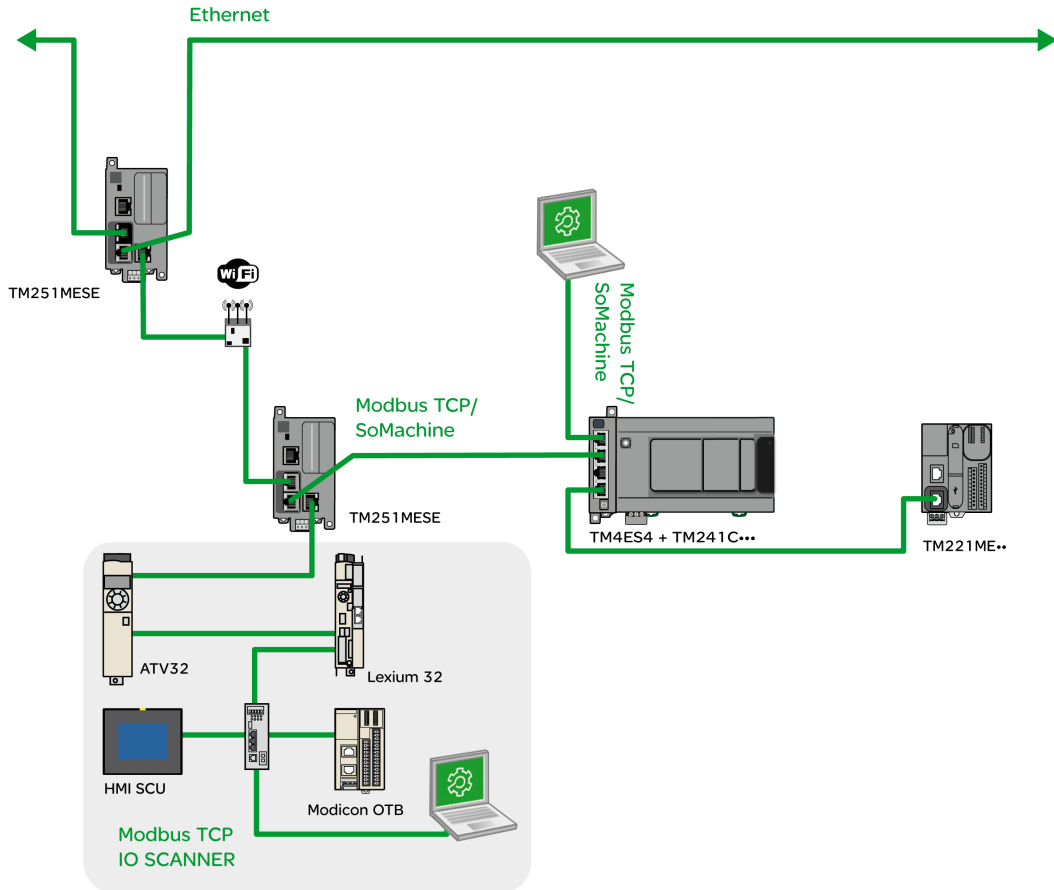 Ethernet
TM251MESE
Wi Fi
Modbus TCP/
SoMachine
Modbus TCP/
SoMachine
TM251MESE
TM4ES4 + TM241C•••
TM221ME••
ATV32
Lexium 32
HMI SCU
Modicon OTB
Modbus TCP
IO SCANNER